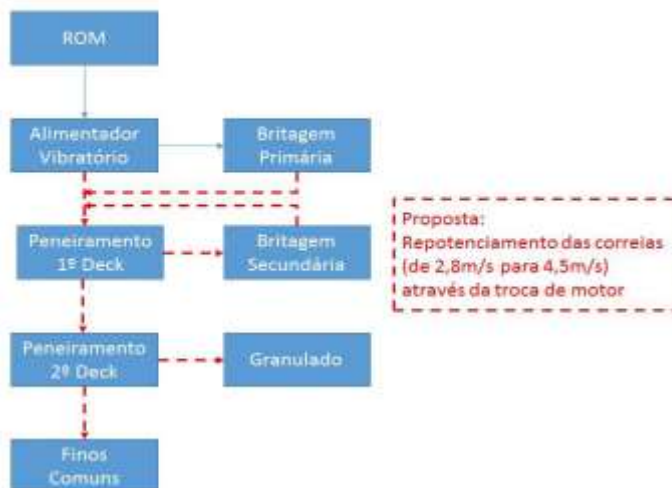 ROM
Alimentador
Vibratório
Britagem
Primária
Peneiramento
1º Deck
Britagem
Secundária
Proposta:
Repotenciamento das correias
(de 2,8m/s para 4,5m/s)
através da troca de motor
Peneiramento
2º Deck
Granulado
Finos
Comuns